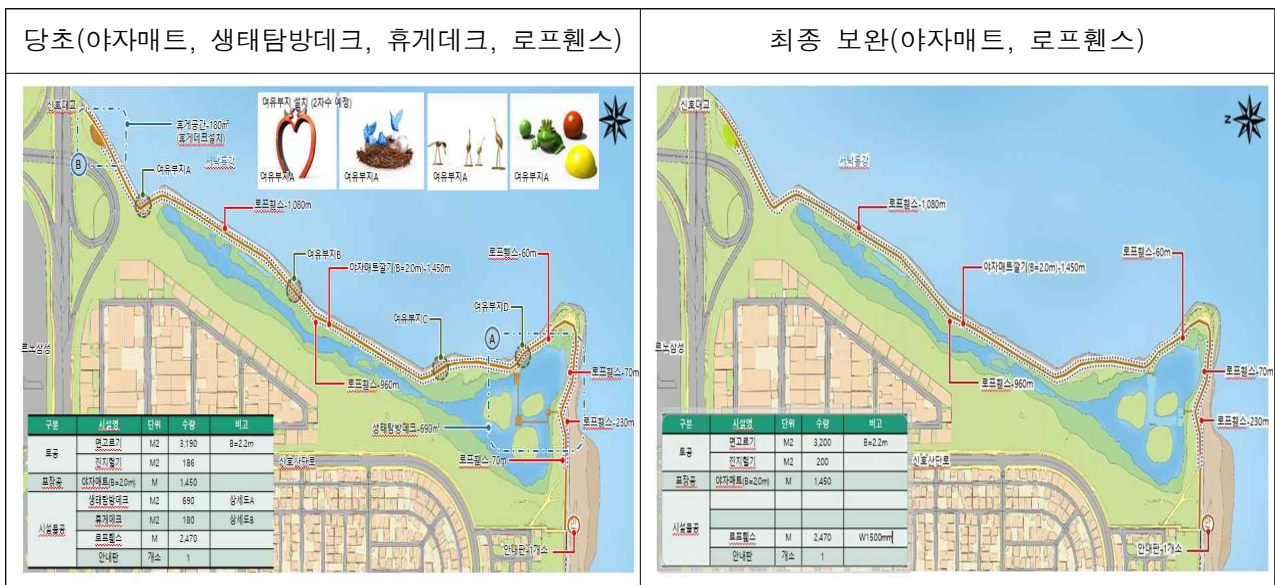 당초(야자매트, 생태탐방데크, 휴게데크, 로프휀스)
최종 보완(야자매트, 로프휀스)
신호대교
휴게공간-180㎡
(휴게데크설치)
B
서낙동강
여유부지 설치 (2차수 예정)
여유부지A
여유부지A
여유부지A
여유부지A
여유부지A
로프휀스-1,080m
여유부지B
야자매트깔기(B=2.0m)-1,450m
로프휀스-60m
여유부지C
여유부지D
A
르노삼성
로프휀스-960m
로프휀스-70m
생태탐방데크-690㎡
로프휀스-230m
로프휀스-70m
신호산단로
안내판-1개소
구분 시설명 단위 수량 비고
토공 면고르기 M2 3,190 B=2.2m
진지헐기 M2 186
포장공 야자매트(B=2.0m) M 1,450
시설물공 생태탐방데크 M2 690 상세도A
휴게데크 M2 180 상세도B
로프휀스 M 2,470
안내판 개소 1
신호대교
서낙동강
z
로프휀스-1,080m
야자매트깔기(B=2.0m)-1,450m
로프휀스-60m
르노삼성
로프휀스-960m
로프휀스-70m
로프휀스-230m
신호산단로
안내판-1개소
구분 시설명 단위 수량 비고
토공 면고르기 M2 3,200 B=2.2m
진지헐기 M2 200
포장공 야자매트(B=2.0m) M 1,450
시설물공
로프휀스 M 2,470 W1500mm
안내판 개소 1